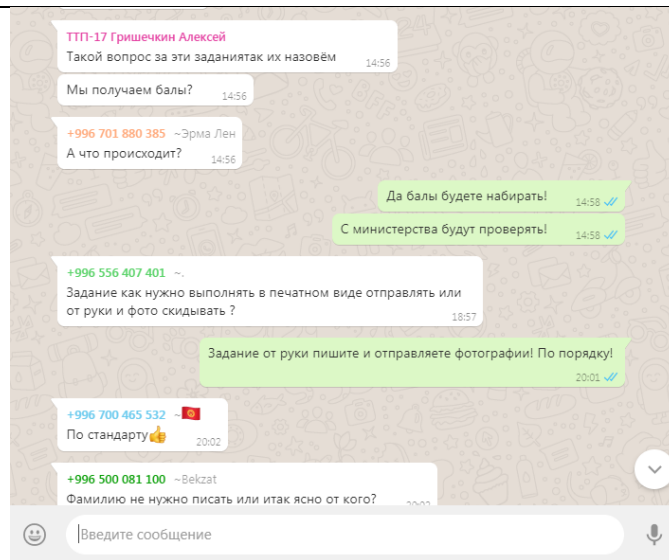 ТТП-17 Гришечкин Алексей
Такой вопрос за эти заданиятак их назовём
14:56
Мы получаем балы?
14:56
+996 701 880 385 ~Эрма Лен
А что происходит?
14:56
Да балы будете набирать!
14:58
С министерства будут проверять!
14:58
+996 556 407 401 ~.
Задание как нужно выполнять в печатном виде отправлять или
от руки и фото скидывать ?
18:57
Задание от руки пишите и отправляете фотографии! По порядку!
20:01
+996 700 465 532 ~🇰🇬
По стандарту👍
20:02
+996 500 081 100 ~Bekzat
Фамилию не нужно писать или итак ясно от кого?
20:02
Введите сообщение